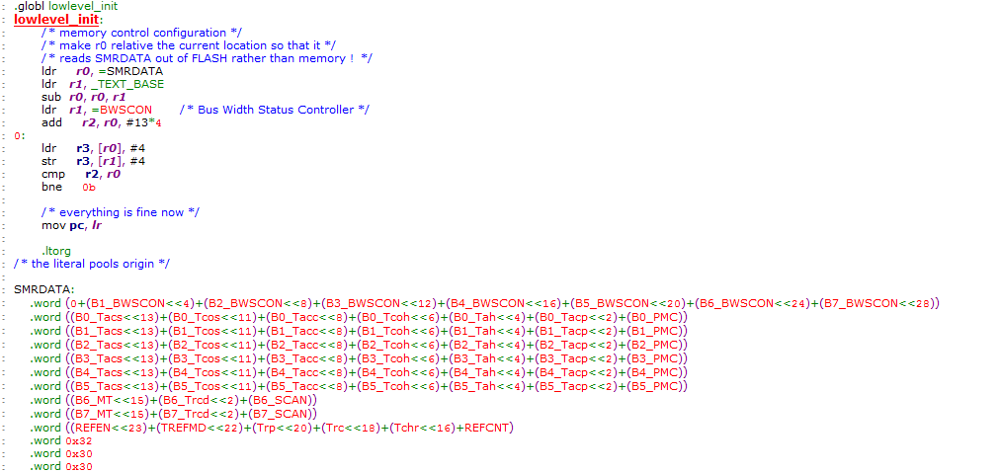 : .globl lowlevel_init
: lowlevel_init:
: /* memory control configuration */
: /* make r0 relative the current location so that it */
: /* reads SMRDATA out of FLASH rather than memory ! */
: ldr r0, =SMRDATA
: ldr r1, _TEXT_BASE
: sub r0, r0, r1
: ldr r1, =BWSCON /* Bus Width Status Controller */
: add r2, r0, #13*4
: 0:
: ldr r3, [r0], #4
: str r3, [r1], #4
: cmp r2, r0
: bne 0b
:
: /* everything is fine now */
: mov pc, lr
:
: .ltorg
: /* the literal pools origin */
:
: SMRDATA:
: .word (0+(B1_BWSCON<<4)+(B2_BWSCON<<8)+(B3_BWSCON<<12)+(B4_BWSCON<<16)+(B5_BWSCON<<20)+(B6_BWSCON<<24)+(B7_BWSCON<<28))
: .word ((B0_Tacs<<13)+(B0_Tcos<<11)+(B0_Tacc<<8)+(B0_Tcoh<<6)+(B0_Tah<<4)+(B0_Tacp<<2)+(B0_PMC))
: .word ((B1_Tacs<<13)+(B1_Tcos<<11)+(B1_Tacc<<8)+(B1_Tcoh<<6)+(B1_Tah<<4)+(B1_Tacp<<2)+(B1_PMC))
: .word ((B2_Tacs<<13)+(B2_Tcos<<11)+(B2_Tacc<<8)+(B2_Tcoh<<6)+(B2_Tah<<4)+(B2_Tacp<<2)+(B2_PMC))
: .word ((B3_Tacs<<13)+(B3_Tcos<<11)+(B3_Tacc<<8)+(B3_Tcoh<<6)+(B3_Tah<<4)+(B3_Tacp<<2)+(B3_PMC))
: .word ((B4_Tacs<<13)+(B4_Tcos<<11)+(B4_Tacc<<8)+(B4_Tcoh<<6)+(B4_Tah<<4)+(B4_Tacp<<2)+(B4_PMC))
: .word ((B5_Tacs<<13)+(B5_Tcos<<11)+(B5_Tacc<<8)+(B5_Tcoh<<6)+(B5_Tah<<4)+(B5_Tacp<<2)+(B5_PMC))
: .word ((B6_MT<<15)+(B6_Trcd<<2)+(B6_SCAN))
: .word ((B7_MT<<15)+(B7_Trcd<<2)+(B7_SCAN))
: .word ((REFEN<<23)+(TREFMD<<22)+(Trp<<20)+(Trc<<18)+(Tchr<<16)+REFCNT)
: .word 0x32
: .word 0x30
: .word 0x30